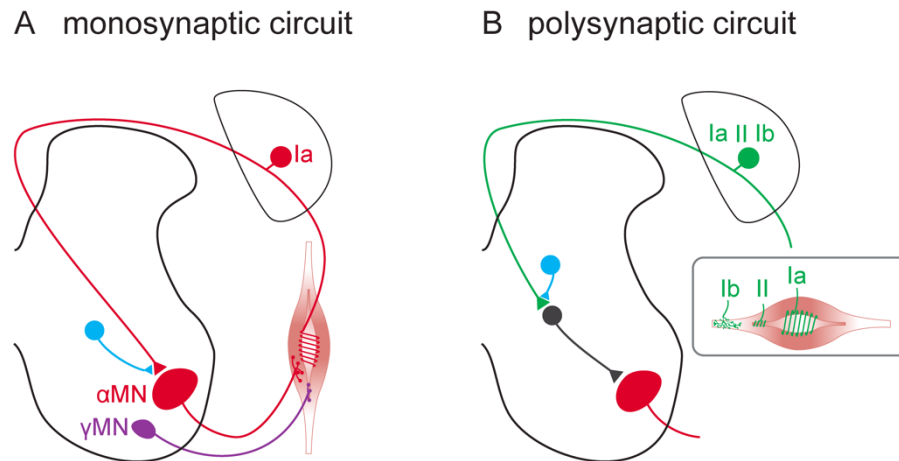 A monosynaptic circuit
Ia
αMN
γMN
B polysynaptic circuit
Ia II Ib
Ib II Ia